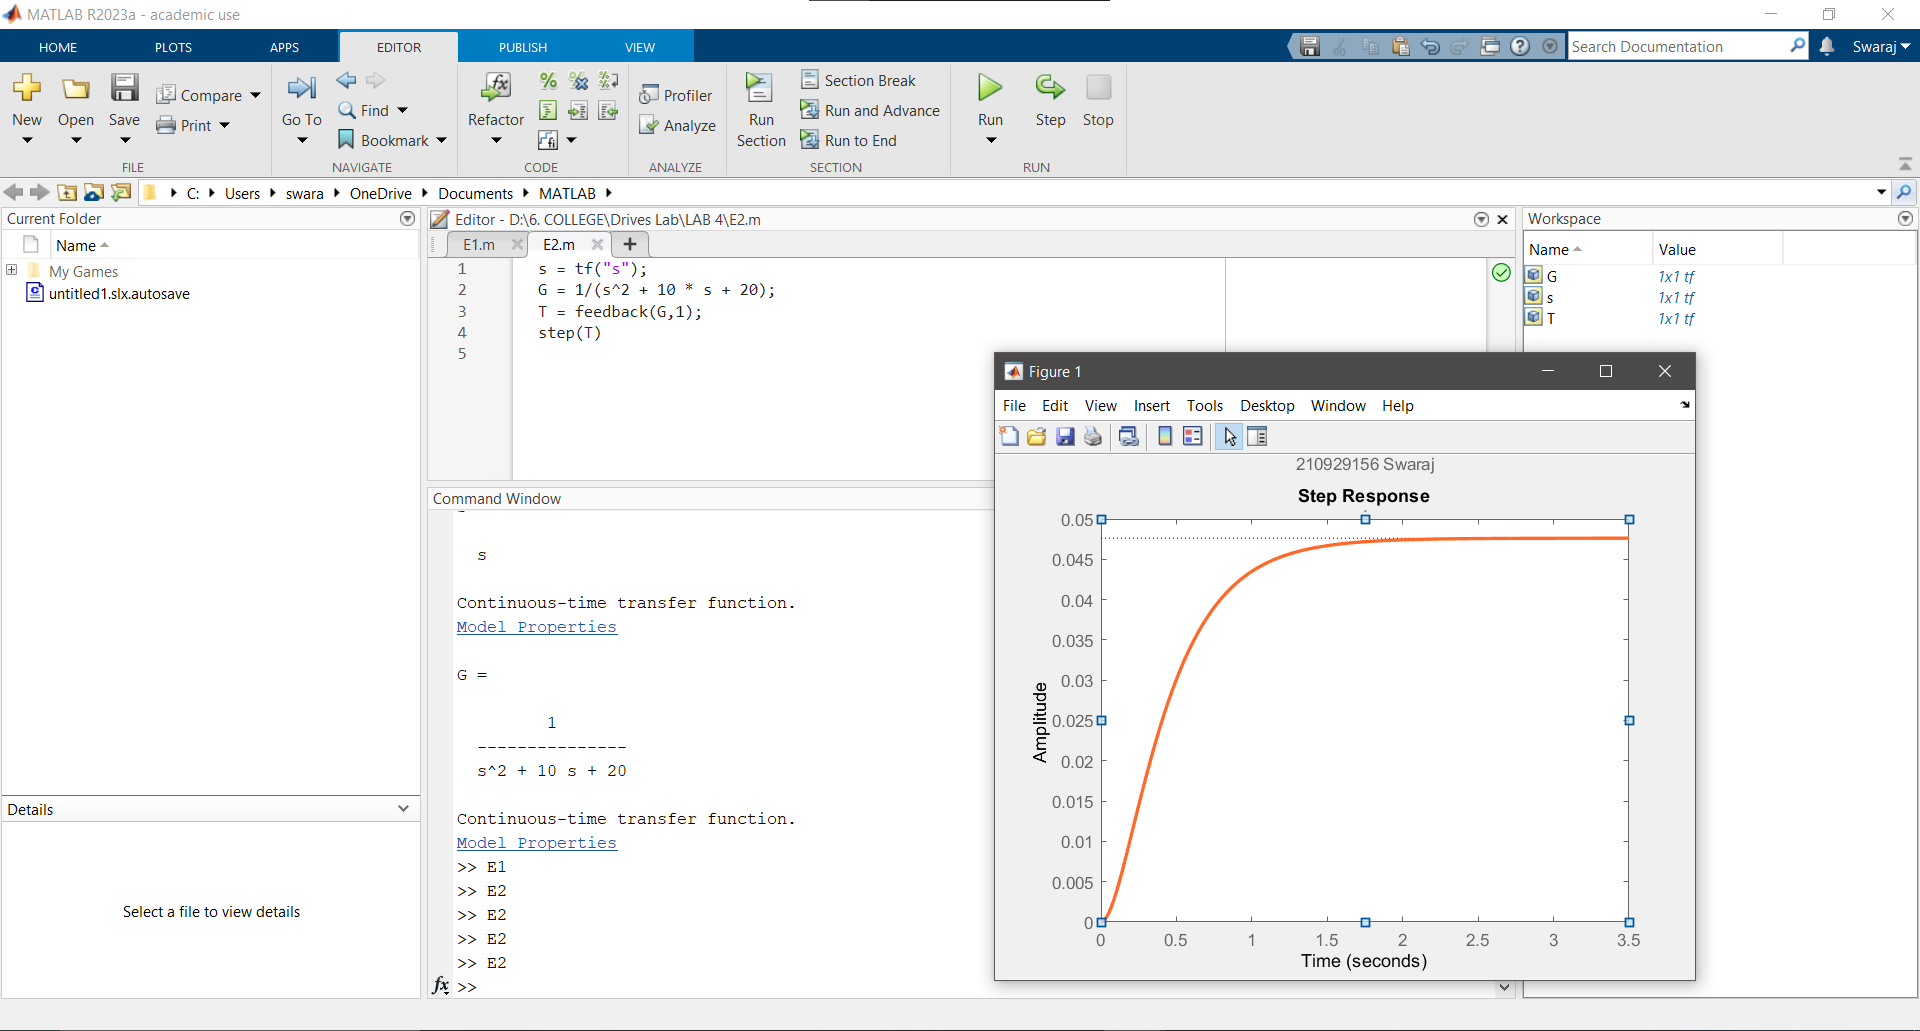 MATLAB R2023a - academic use
HOME PLOTS APPS EDITOR PUBLISH VIEW
Search Documentation
Swaraj
New Open Save Compare Print
FILE
Go To Find Bookmark
NAVIGATE
Refactor
CODE
Profiler
Analyze
ANALYZE
Run Section
Section Break
Run and Advance
Run to End
SECTION
Run Step Stop
RUN
C: Users swara OneDrive Documents MATLAB
Current Folder
Name
My Games
untitled1.slx.autosave
Details
Select a file to view details
Editor - D:\6. COLLEGE\Drives Lab\LAB 4\E2.m
E1.m E2.m
1 s = tf("s");
2 G = 1/(s^2 + 10 * s + 20);
3 T = feedback(G,1);
4 step(T)
5
Command Window
s
Continuous-time transfer function.
Model Properties
G =
1
---------------
s^2 + 10 s + 20
Continuous-time transfer function.
Model Properties
>> E1
>> E2
>> E2
>> E2
>> E2
fx >>
Workspace
Name Value
G 1x1 tf
s 1x1 tf
T 1x1 tf
Figure 1
File Edit View Insert Tools Desktop Window Help
210929156 Swaraj
Step Response
Amplitude
0.05
0.045
0.04
0.035
0.03
0.025
0.02
0.015
0.01
0.005
0
0 0.5 1 1.5 2 2.5 3 3.5
Time (seconds)